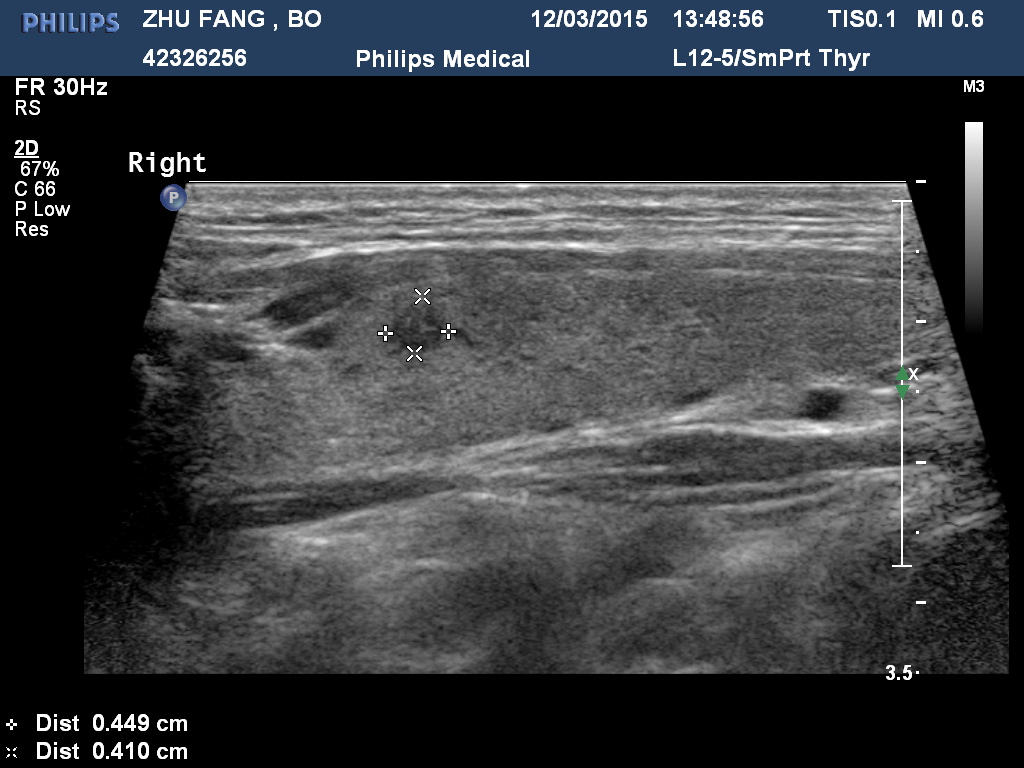 PHILIPS ZHU FANG , BO 12/03/2015 13:48:56 TIS0.1 MI 0.6
42326256 Philips Medical L12-5/SmPrt Thyr
FR 30Hz
RS
M3
2D
67%
C 66
P Low
Res
Right
P
X
3.5
Dist 0.449 cm
Dist 0.410 cm